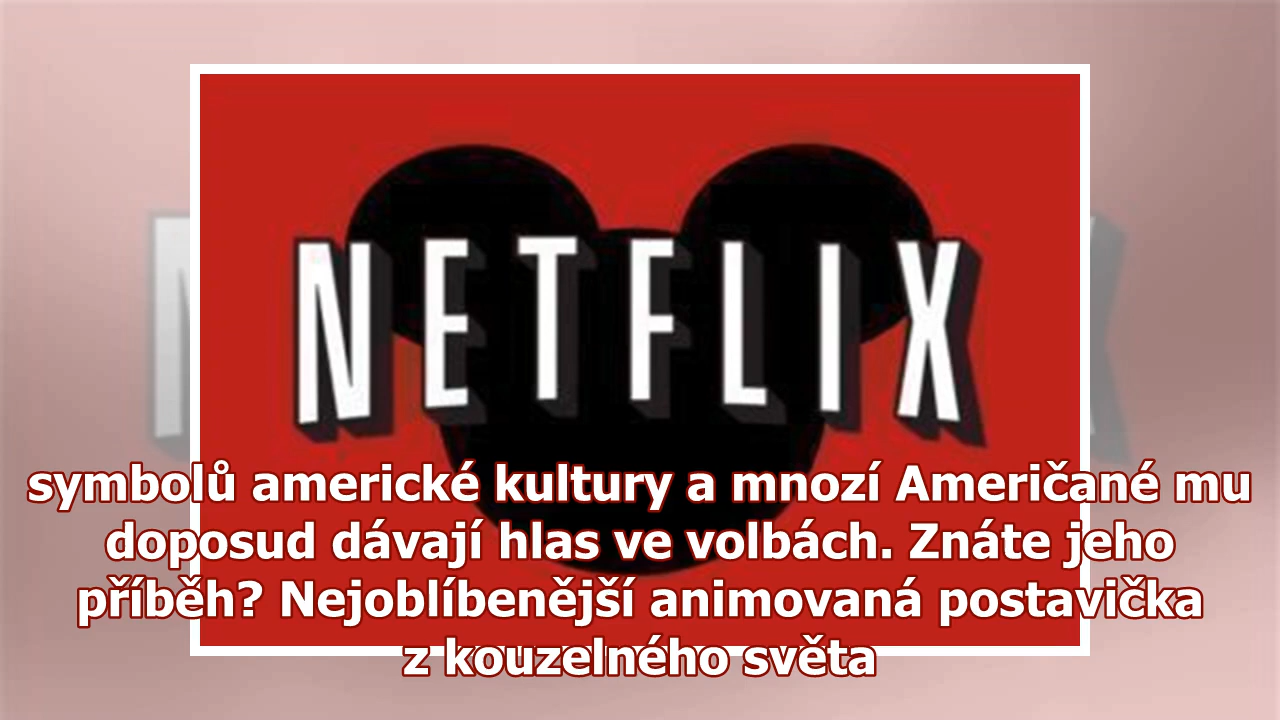 NETFLIX
symbolů americké kultury a mnozí Američané mu
doposud dávají hlas ve volbách. Znáte jeho
příběh? Nejoblíbenější animovaná postavička
z kouzelného světa